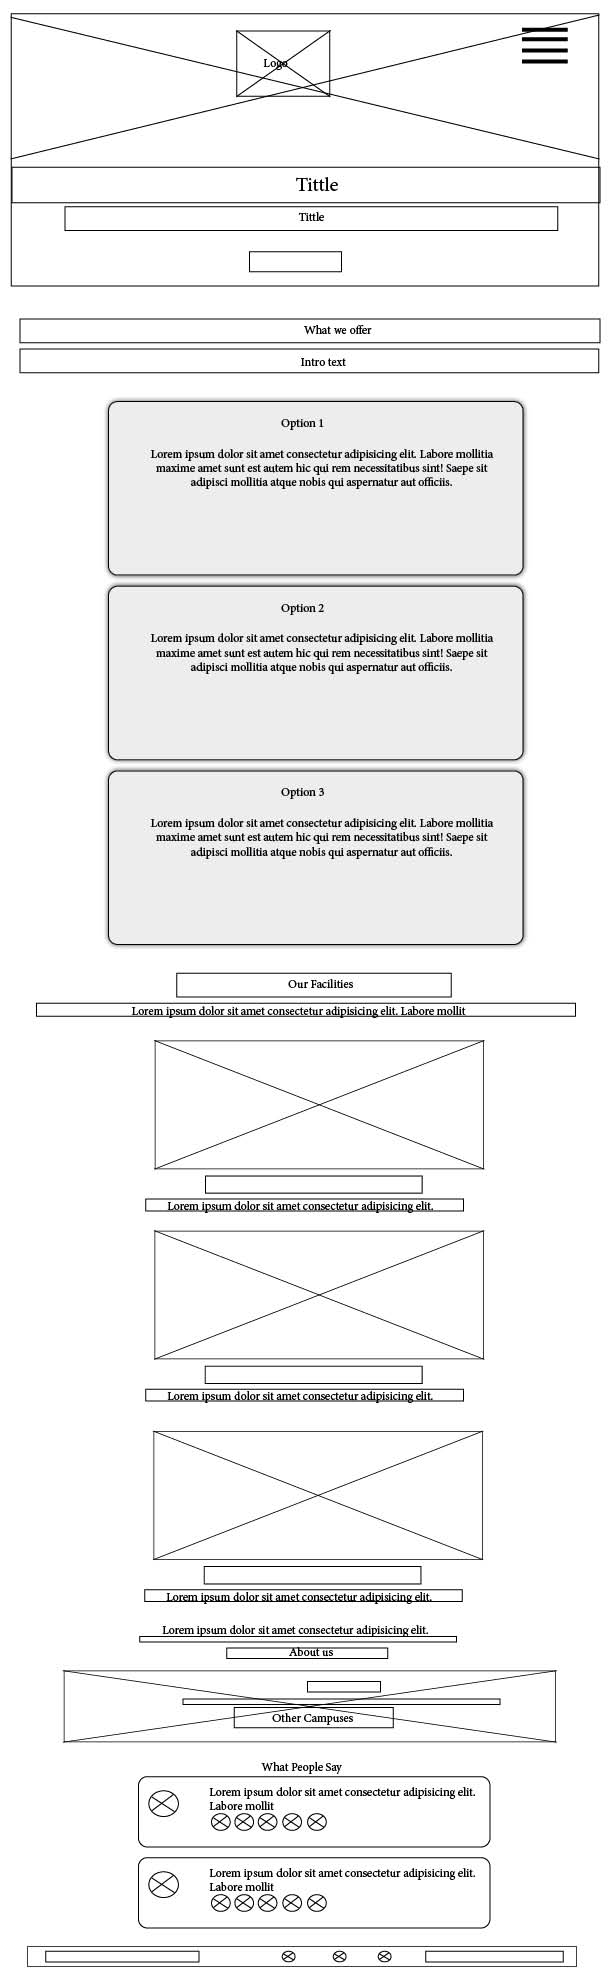 Logo
Tittle
Tittle
What we offer
Intro text
Option 1
Lorem ipsum dolor sit amet consectetur adipisicing elit. Labore mollitia
maxime amet sunt est autem hic qui rem necessitatibus sint! Saepe sit
adipisci mollitia atque nobis qui aspernatur aut officiis.
Option 2
Lorem ipsum dolor sit amet consectetur adipisicing elit. Labore mollitia
maxime amet sunt est autem hic qui rem necessitatibus sint! Saepe sit
adipisci mollitia atque nobis qui aspernatur aut officiis.
Option 3
Lorem ipsum dolor sit amet consectetur adipisicing elit. Labore mollitia
maxime amet sunt est autem hic qui rem necessitatibus sint! Saepe sit
adipisci mollitia atque nobis qui aspernatur aut officiis.
Our Facilities
Lorem ipsum dolor sit amet consectetur adipisicing elit. Labore mollit
Lorem ipsum dolor sit amet consectetur adipisicing elit.
Lorem ipsum dolor sit amet consectetur adipisicing elit.
Lorem ipsum dolor sit amet consectetur adipisicing elit.
Lorem ipsum dolor sit amet consectetur adipisicing elit.
About us
Other Campuses
What People Say
Lorem ipsum dolor sit amet consectetur adipisicing elit.
Labore mollit
Lorem ipsum dolor sit amet consectetur adipisicing elit.
Labore mollit